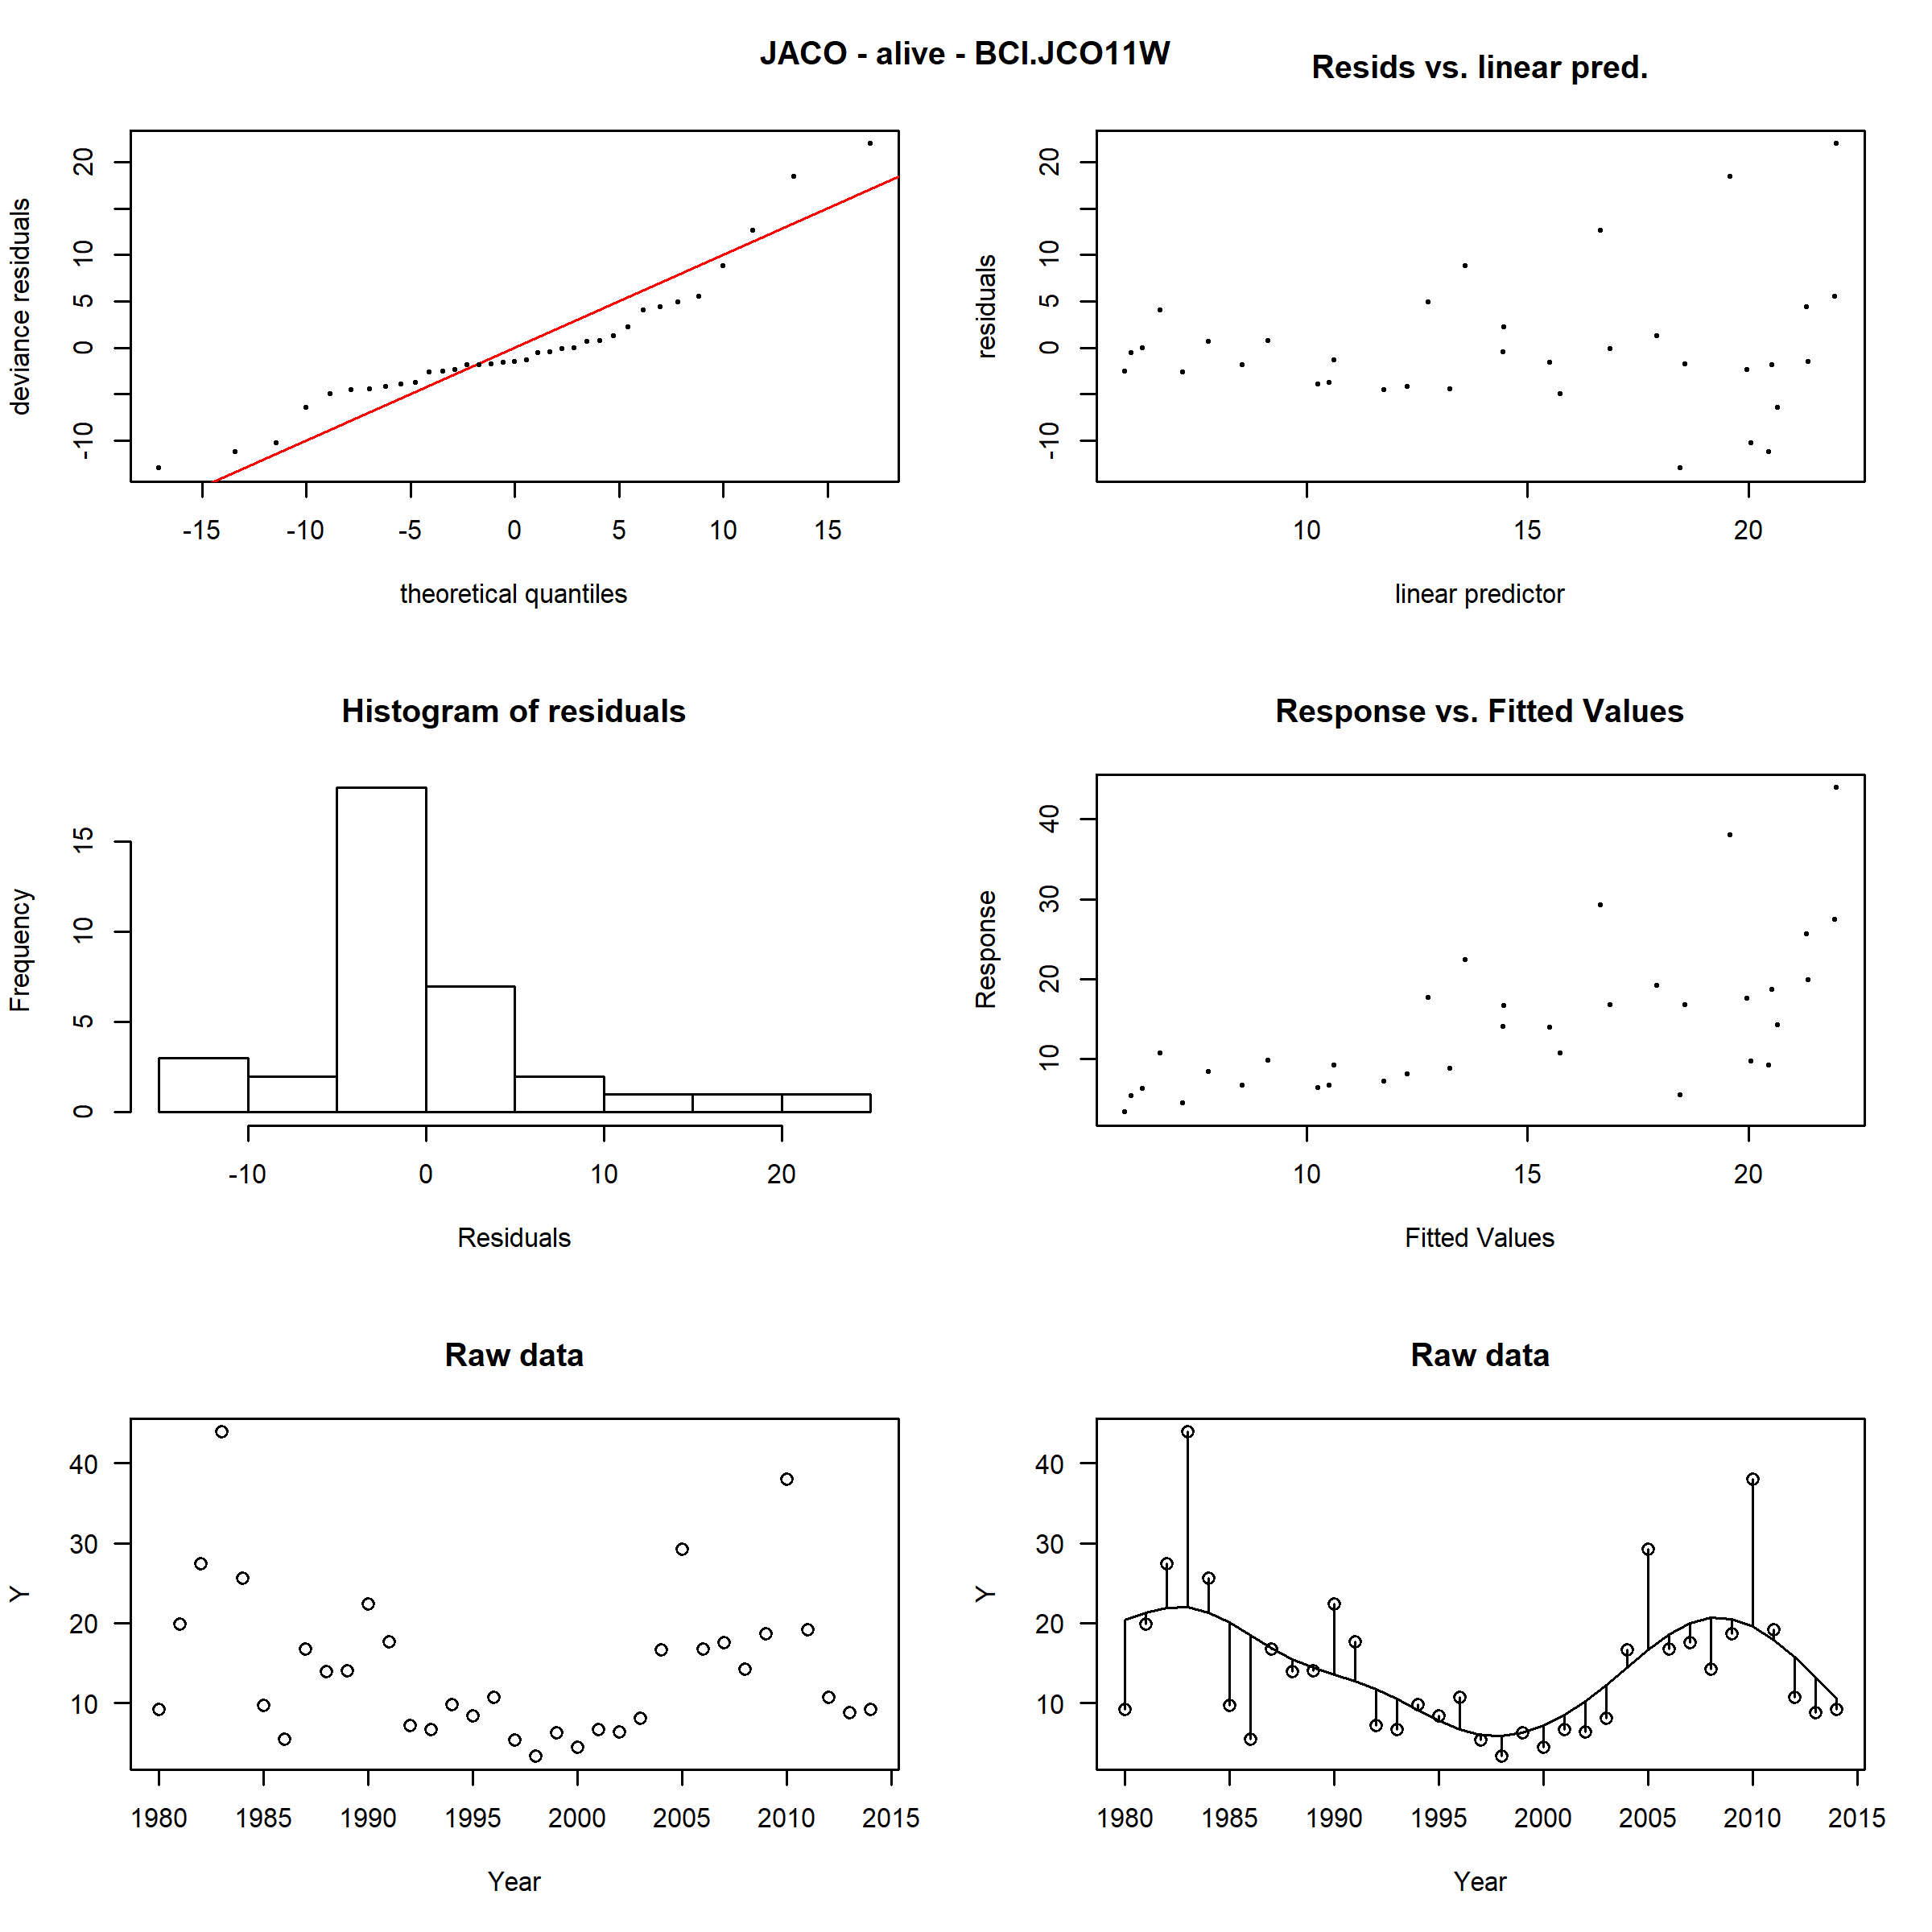 JACO - alive - BCI.JCO11W
Resids vs. linear pred.
deviance residuals
-10 0 5 10 20
-15 -10 -5 0 5 10 15
theoretical quantiles
residuals
-10 0 5 10 20
10 15 20
linear predictor
Histogram of residuals
Frequency
0 5 10 15
-10 0 10 20
Residuals
Response vs. Fitted Values
Response
10 20 30 40
10 15 20
Fitted Values
Raw data
Y
10 20 30 40
1980 1985 1990 1995 2000 2005 2010 2015
Year
Raw data
Y
10 20 30 40
1980 1985 1990 1995 2000 2005 2010 2015
Year